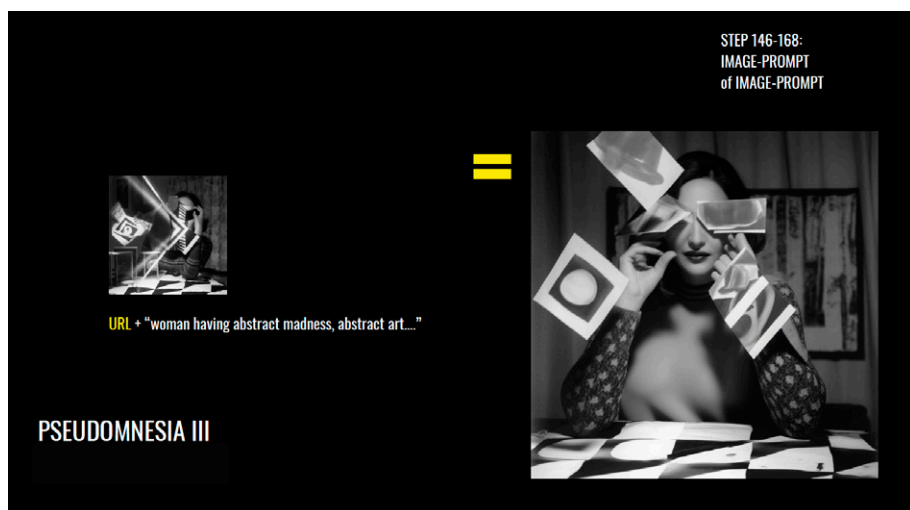 STEP 146-168:
IMAGE-PROMPT
of IMAGE-PROMPT
URL + “woman having abstract madness, abstract art....”
PSEUDOMNESIA III